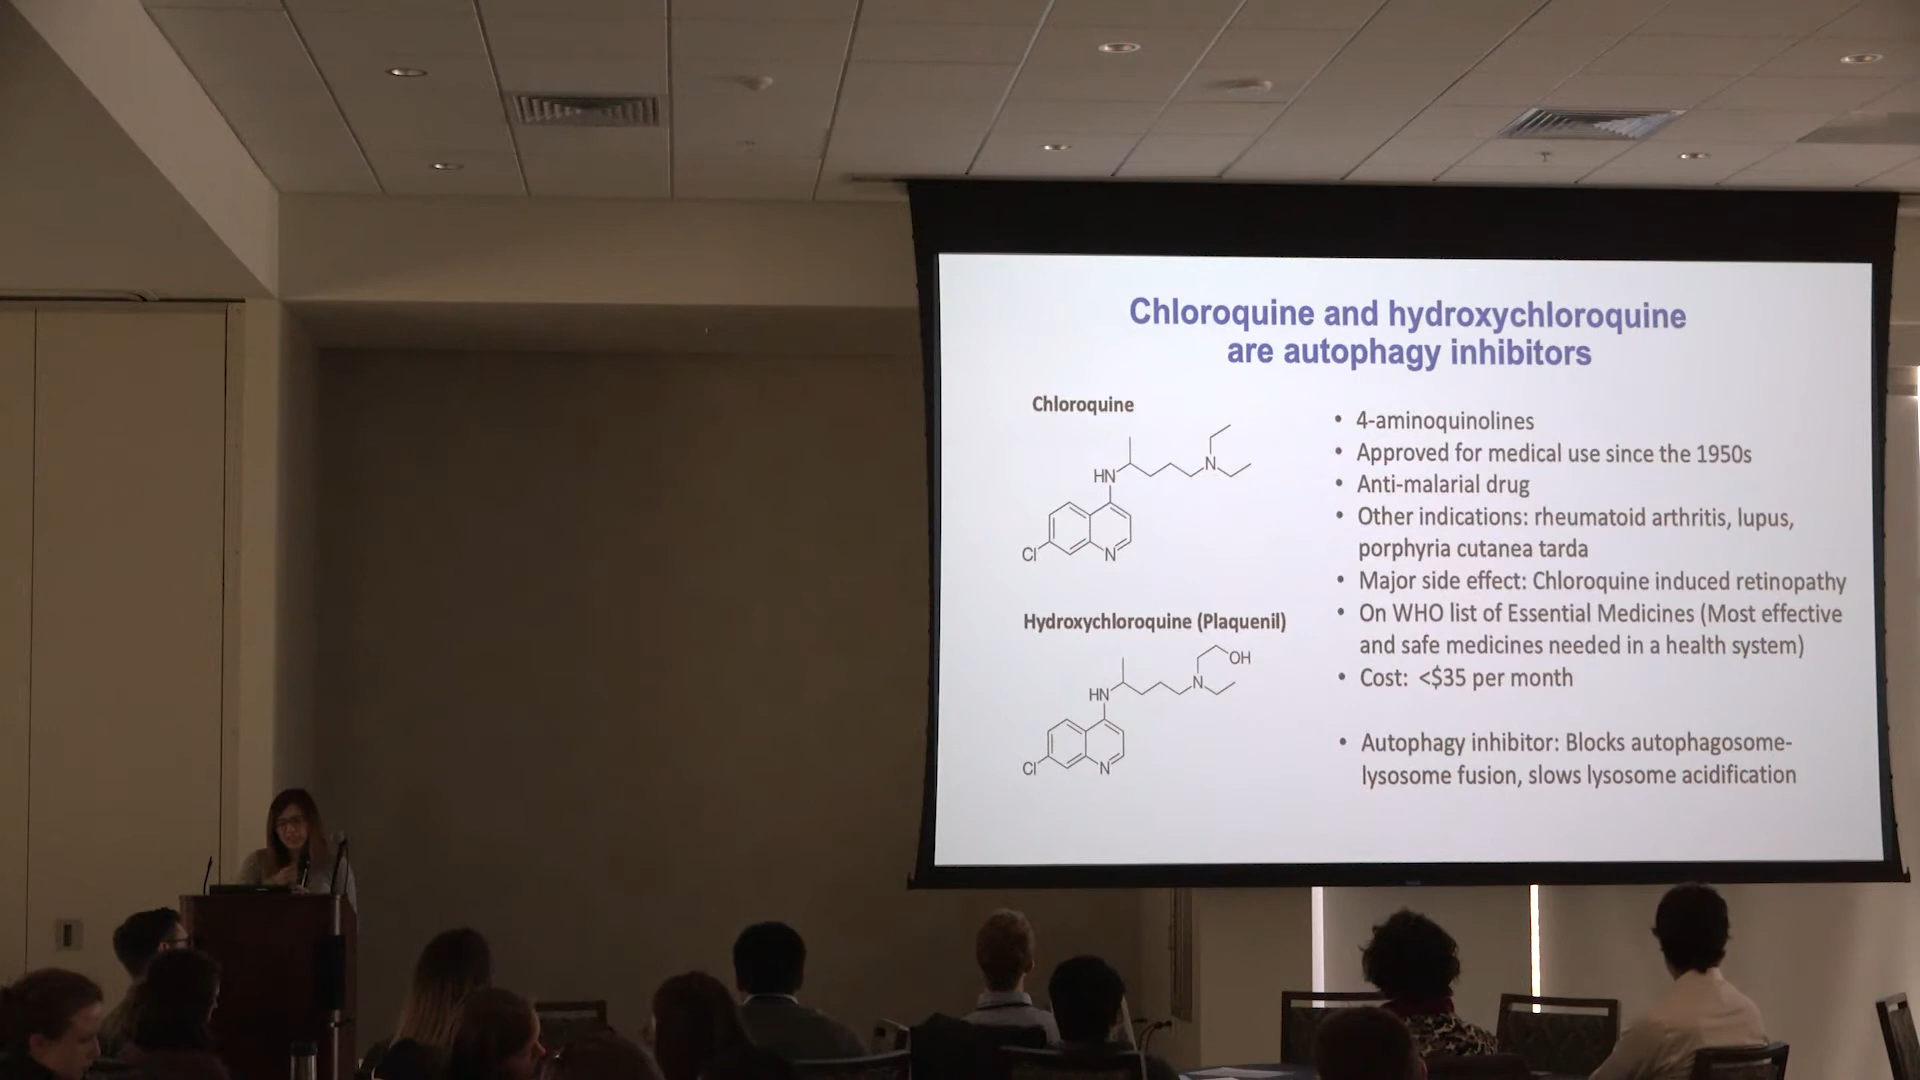 Chloroquine and hydroxychloroquine
are autophagy inhibitors
Chloroquine
HN
N
Cl
N
Hydroxychloroquine (Plaquenil)
OH
HN
N
Cl
N
• 4-aminoquinolines
• Approved for medical use since the 1950s
• Anti-malarial drug
• Other indications: rheumatoid arthritis, lupus,
porphyria cutanea tarda
• Major side effect: Chloroquine induced retinopathy
• On WHO list of Essential Medicines (Most effective
and safe medicines needed in a health system)
• Cost: <$35 per month
• Autophagy inhibitor: Blocks autophagosome-
lysosome fusion, slows lysosome acidification